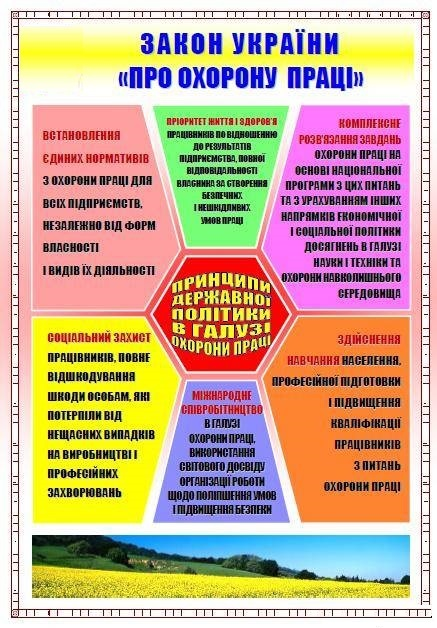 ЗАКОН УКРАЇНИ
«ПРО ОХОРОНУ ПРАЦІ»
ВСТАНОВЛЕННЯ
ЄДИНИХ НОРМАТИВІВ
З ОХОРОНИ ПРАЦІ ДЛЯ
ВСІХ ПІДПРИЄМСТВ,
НЕЗАЛЕЖНО ВІД ФОРМ
ВЛАСНОСТІ
І ВИДІВ ЇХ ДІЯЛЬНОСТІ
ПРІОРИТЕТ ЖИТТЯ І ЗДОРОВ'Я
ПРАЦІВНИКІВ ПО ВІДНОШЕННЮ
ДО РЕЗУЛЬТАТІВ
ПІДПРИЄМСТВА, ПОВНОЇ
ВІДПОВІДАЛЬНОСТІ
ВЛАСНИКА ЗА СТВОРЕННЯ
БЕЗПЕЧНИХ
І НЕШКІДЛИВИХ
УМОВ ПРАЦІ
КОМПЛЕКСНЕ
РОЗВ'ЯЗАННЯ ЗАВДАНЬ
ОХОРОНИ ПРАЦІ НА
ОСНОВІ НАЦІОНАЛЬНОЇ
ПРОГРАМИ З ЦИХ ПИТАНЬ
ТА З УРАХУВАННЯМ ІНШИХ
НАПРЯМКІВ ЕКОНОМІЧНОЇ
І СОЦІАЛЬНОЇ ПОЛІТИКИ
ДОСЯГНЕНЬ В ГАЛУЗІ
НАУКИ І ТЕХНІКИ ТА
ОХОРОНИ НАВКОЛИШНЬОГО
СЕРЕДОВИЩА
ПРИНЦИПИ
ДЕРЖАВНОЇ
ПОЛІТИКИ
В ГАЛУЗІ
ОХОРОНИ ПРАЦІ
СОЦІАЛЬНИЙ ЗАХИСТ
ПРАЦІВНИКІВ, ПОВНЕ
ВІДШКОДУВАННЯ
ШКОДИ ОСОБАМ, ЯКІ
ПОТЕРПІЛИ ВІД
НЕЩАСНИХ ВИПАДКІВ
НА ВИРОБНИЦТВІ І
ПРОФЕСІЙНИХ
ЗАХВОРЮВАНЬ
МІЖНАРОДНЕ
СПІВРОБІТНИЦТВО
В ГАЛУЗІ
ОХОРОНИ ПРАЦІ,
ВИКОРИСТАННЯ
СВІТОВОГО ДОСВІДУ
ОРГАНІЗАЦІЇ РОБОТИ
ЩОДО ПОЛІПШЕННЯ УМОВ
І ПІДВИЩЕННЯ БЕЗПЕКИ
ЗДІЙСНЕННЯ
НАВЧАННЯ НАСЕЛЕННЯ,
ПРОФЕСІЙНОЇ ПІДГОТОВКИ
І ПІДВИЩЕННЯ
КВАЛІФІКАЦІЇ
ПРАЦІВНИКІВ
З ПИТАНЬ
ОХОРОНИ ПРАЦІ